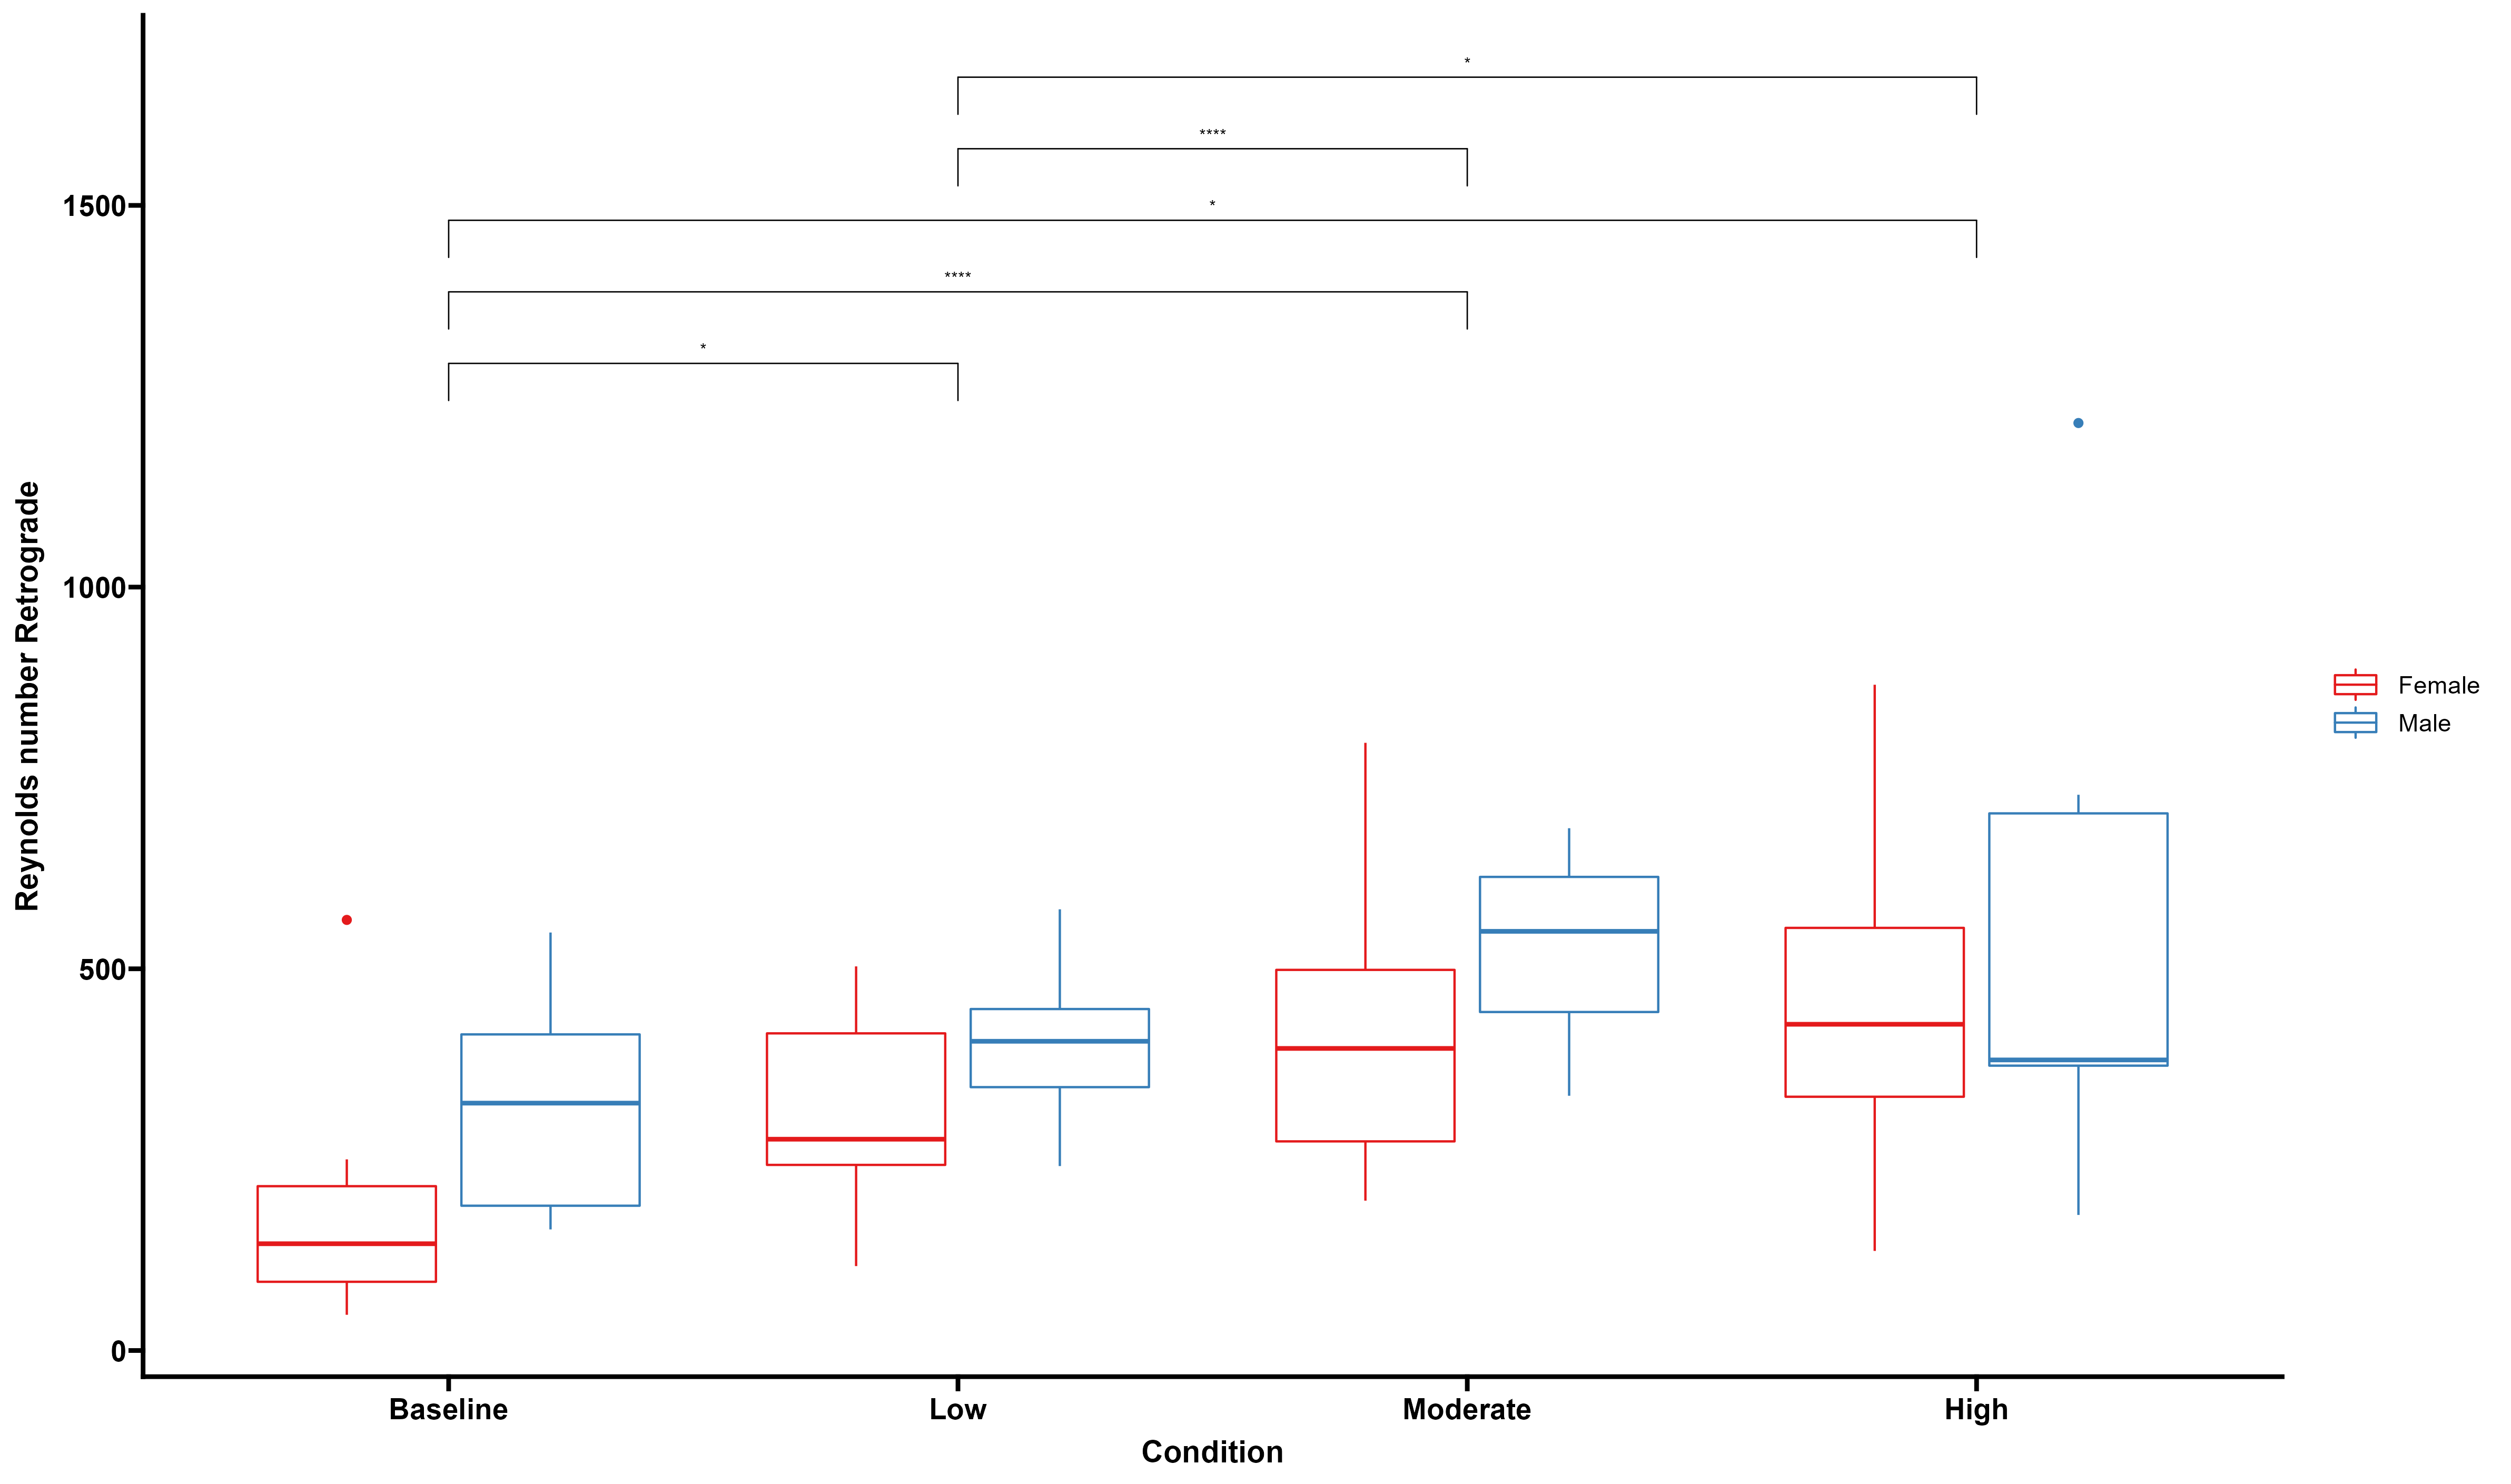 *
****
*
****
*
1500
1000
500
0
Reynolds number Retrograde
Baseline
Low
Moderate
High
Condition
Female
Male